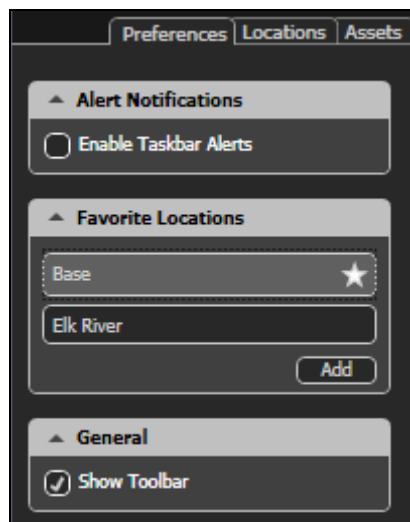 Preferences Locations Assets
Alert Notifications
Enable Taskbar Alerts
Favorite Locations
Base
Elk River
Add
General
Show Toolbar